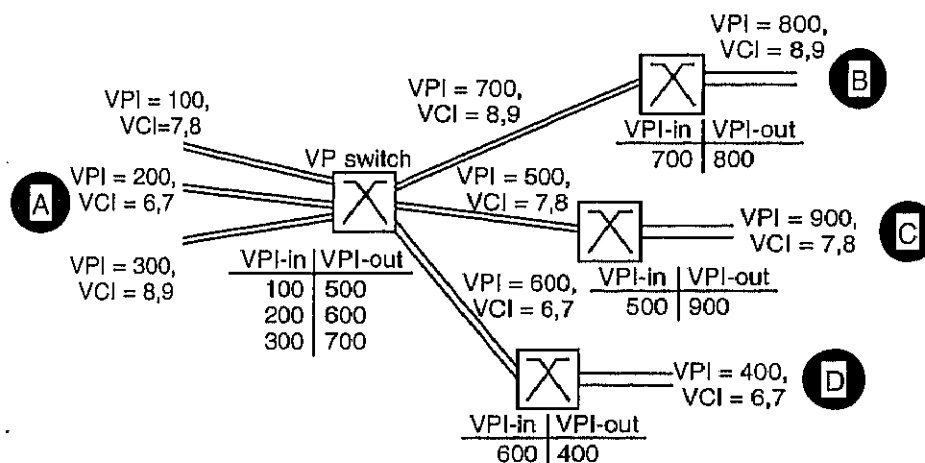 VPI = 800,
VCI = 8,9
B
VPI = 700,
VCI = 8,9
VPI-in VPI-out
700 800
VPI = 100,
VCI=7,8
VP switch
A
VPI = 200,
VCI = 6,7
VPI = 500,
VCI = 7,8
VPI = 900,
VCI = 7,8
C
VPI = 300,
VCI = 8,9
VPI-in VPI-out
100 500
200 600
300 700
VPI = 600,
VCI = 6,7
VPI-in VPI-out
500 900
VPI = 400,
VCI = 6,7
D
VPI-in VPI-out
600 400